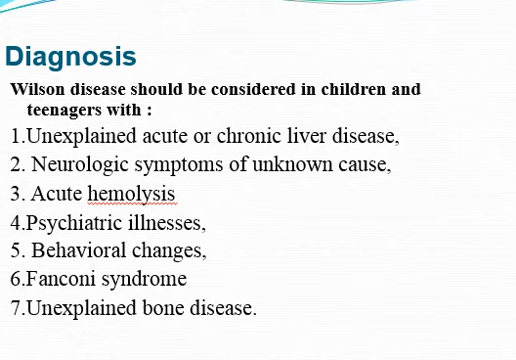 Diagnosis
Wilson disease should be considered in children and
teenagers with :
1.Unexplained acute or chronic liver disease,
2. Neurologic symptoms of unknown cause,
3. Acute hemolysis
4.Psychiatric illnesses,
5. Behavioral changes,
6.Fanconi syndrome
7.Unexplained bone disease.